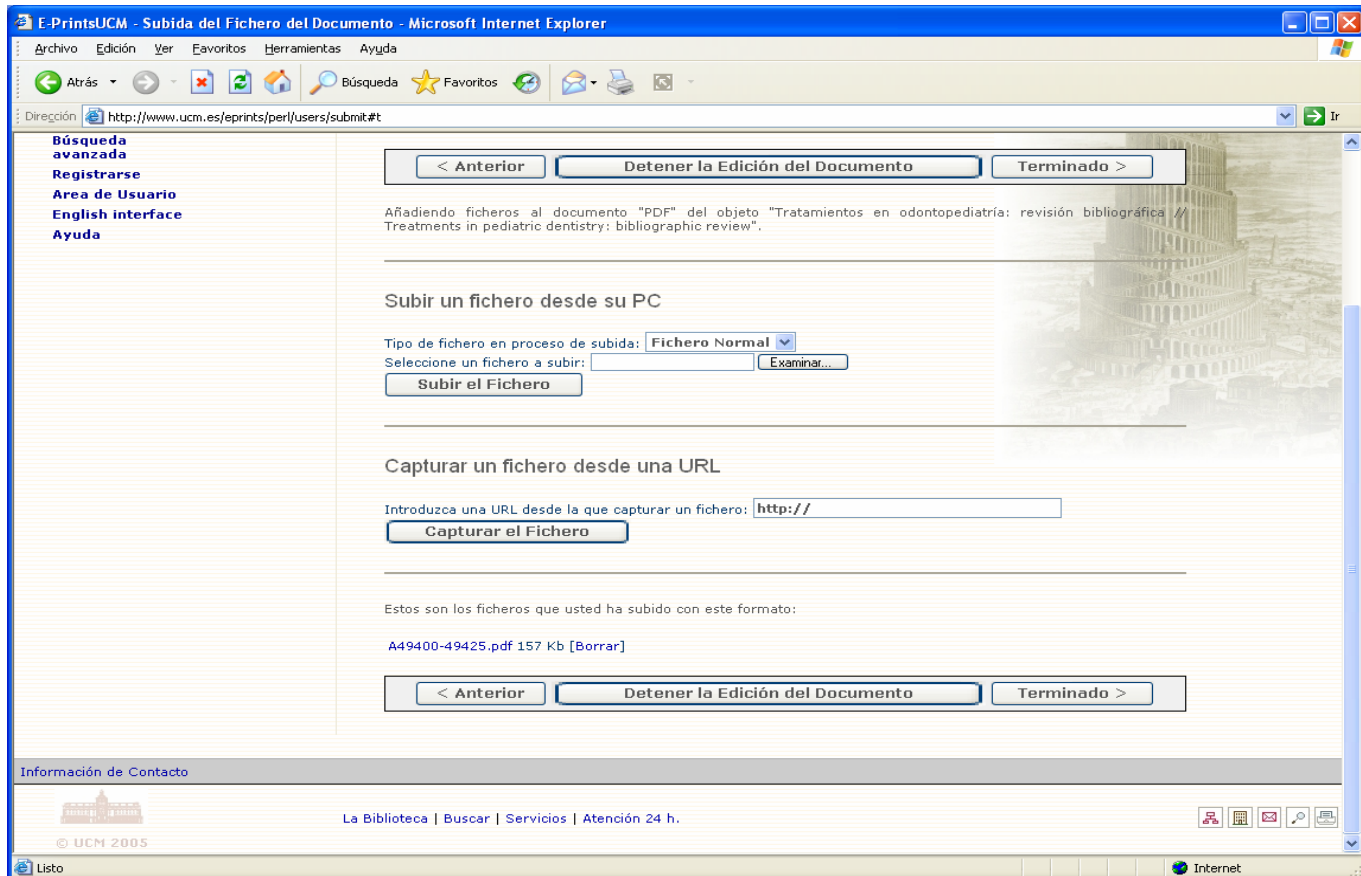 E-PrintsUCM - Subida del Fichero del Documento - Microsoft Internet Explorer
Archivo Edición Ver Favoritos Herramientas Ayuda
Atrás Búsqueda Favoritos
Dirección http://www.ucm.es/eprints/perl/users/submit#t Ir
Búsqueda
avanzada
Registrarse
Area de Usuario
English interface
Ayuda
< Anterior Detener la Edición del Documento Terminado >
Añadiendo ficheros al documento "PDF" del objeto "Tratamientos en odontopediatría: revisión bibliográfica //
Treatments in pediatric dentistry: bibliographic review".
Subir un fichero desde su PC
Tipo de fichero en proceso de subida: Fichero Normal
Seleccione un fichero a subir: Examinar...
Subir el Fichero
Capturar un fichero desde una URL
Introduzca una URL desde la que capturar un fichero: http://
Capturar el Fichero
Estos son los ficheros que usted ha subido con este formato:
A49400-49425.pdf 157 Kb [Borrar]
< Anterior Detener la Edición del Documento Terminado >
Información de Contacto
La Biblioteca | Buscar | Servicios | Atención 24 h.
© UCM 2005
Listo Internet